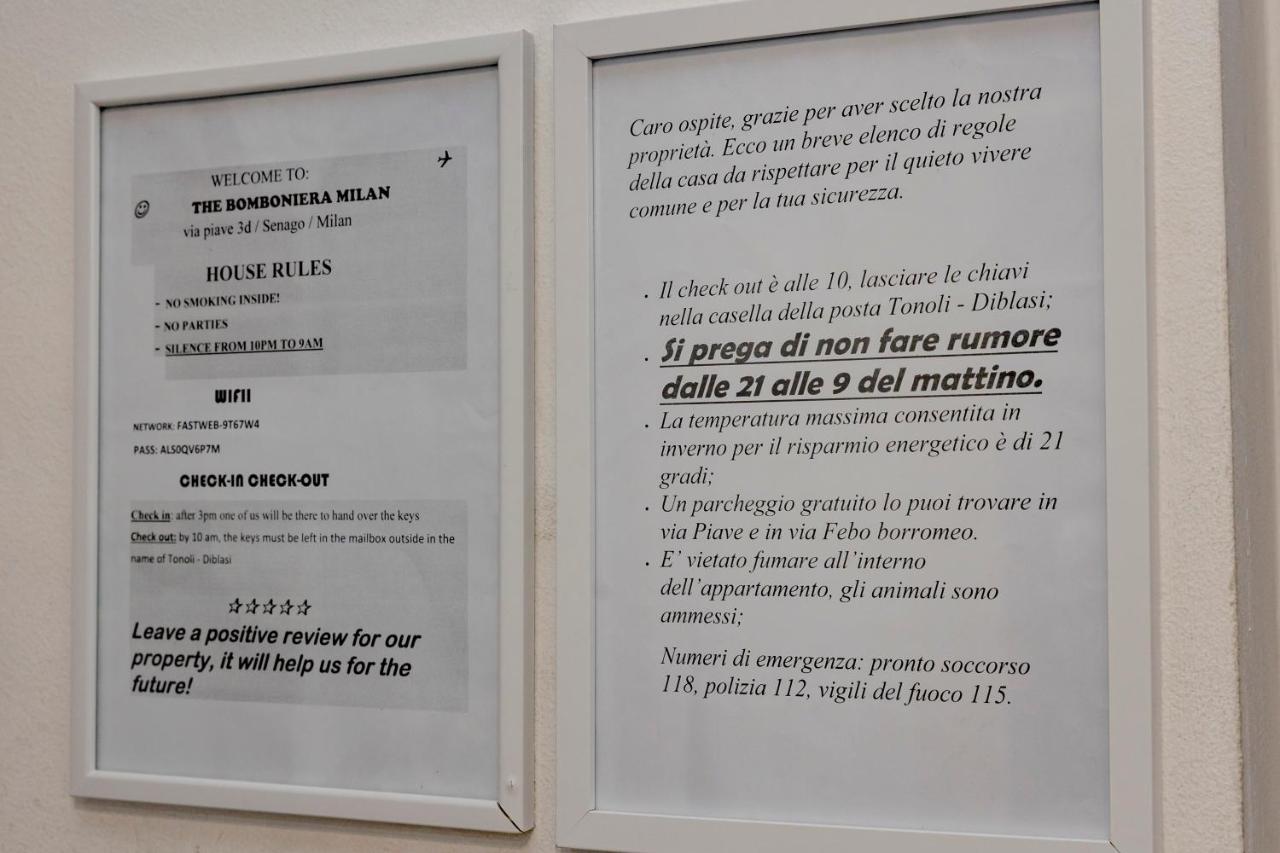 WELCOME TO:
THE BOMBONIERA MILAN
via piave 3d / Senago / Milan
HOUSE RULES
- NO SMOKING INSIDE!
- NO PARTIES
- SILENCE FROM 10PM TO 9AM
WIFII
NETWORK: FASTWEB-9T67W4
PASS: ALS0QV6P7M
CHECK-IN CHECK-OUT
Check in: after 3pm one of us will be there to hand over the keys
Check out: by 10 am, the keys must be left in the mailbox outside in the
name of Tonoli - Diblasi
Leave a positive review for our
property, it will help us for the
future!
Caro ospite, grazie per aver scelto la nostra
proprietà. Ecco un breve elenco di regole
della casa da rispettare per il quieto vivere
comune e per la tua sicurezza.
. Il check out è alle 10, lasciare le chiavi
nella casella della posta Tonoli - Diblasi;
. Si prega di non fare rumore
dalle 21 alle 9 del mattino.
. La temperatura massima consentita in
inverno per il risparmio energetico è di 21
gradi;
. Un parcheggio gratuito lo puoi trovare in
via Piave e in via Febo borromeo.
. E' vietato fumare all'interno
dell'appartamento, gli animali sono
ammessi;
Numeri di emergenza: pronto soccorso
118, polizia 112, vigili del fuoco 115.